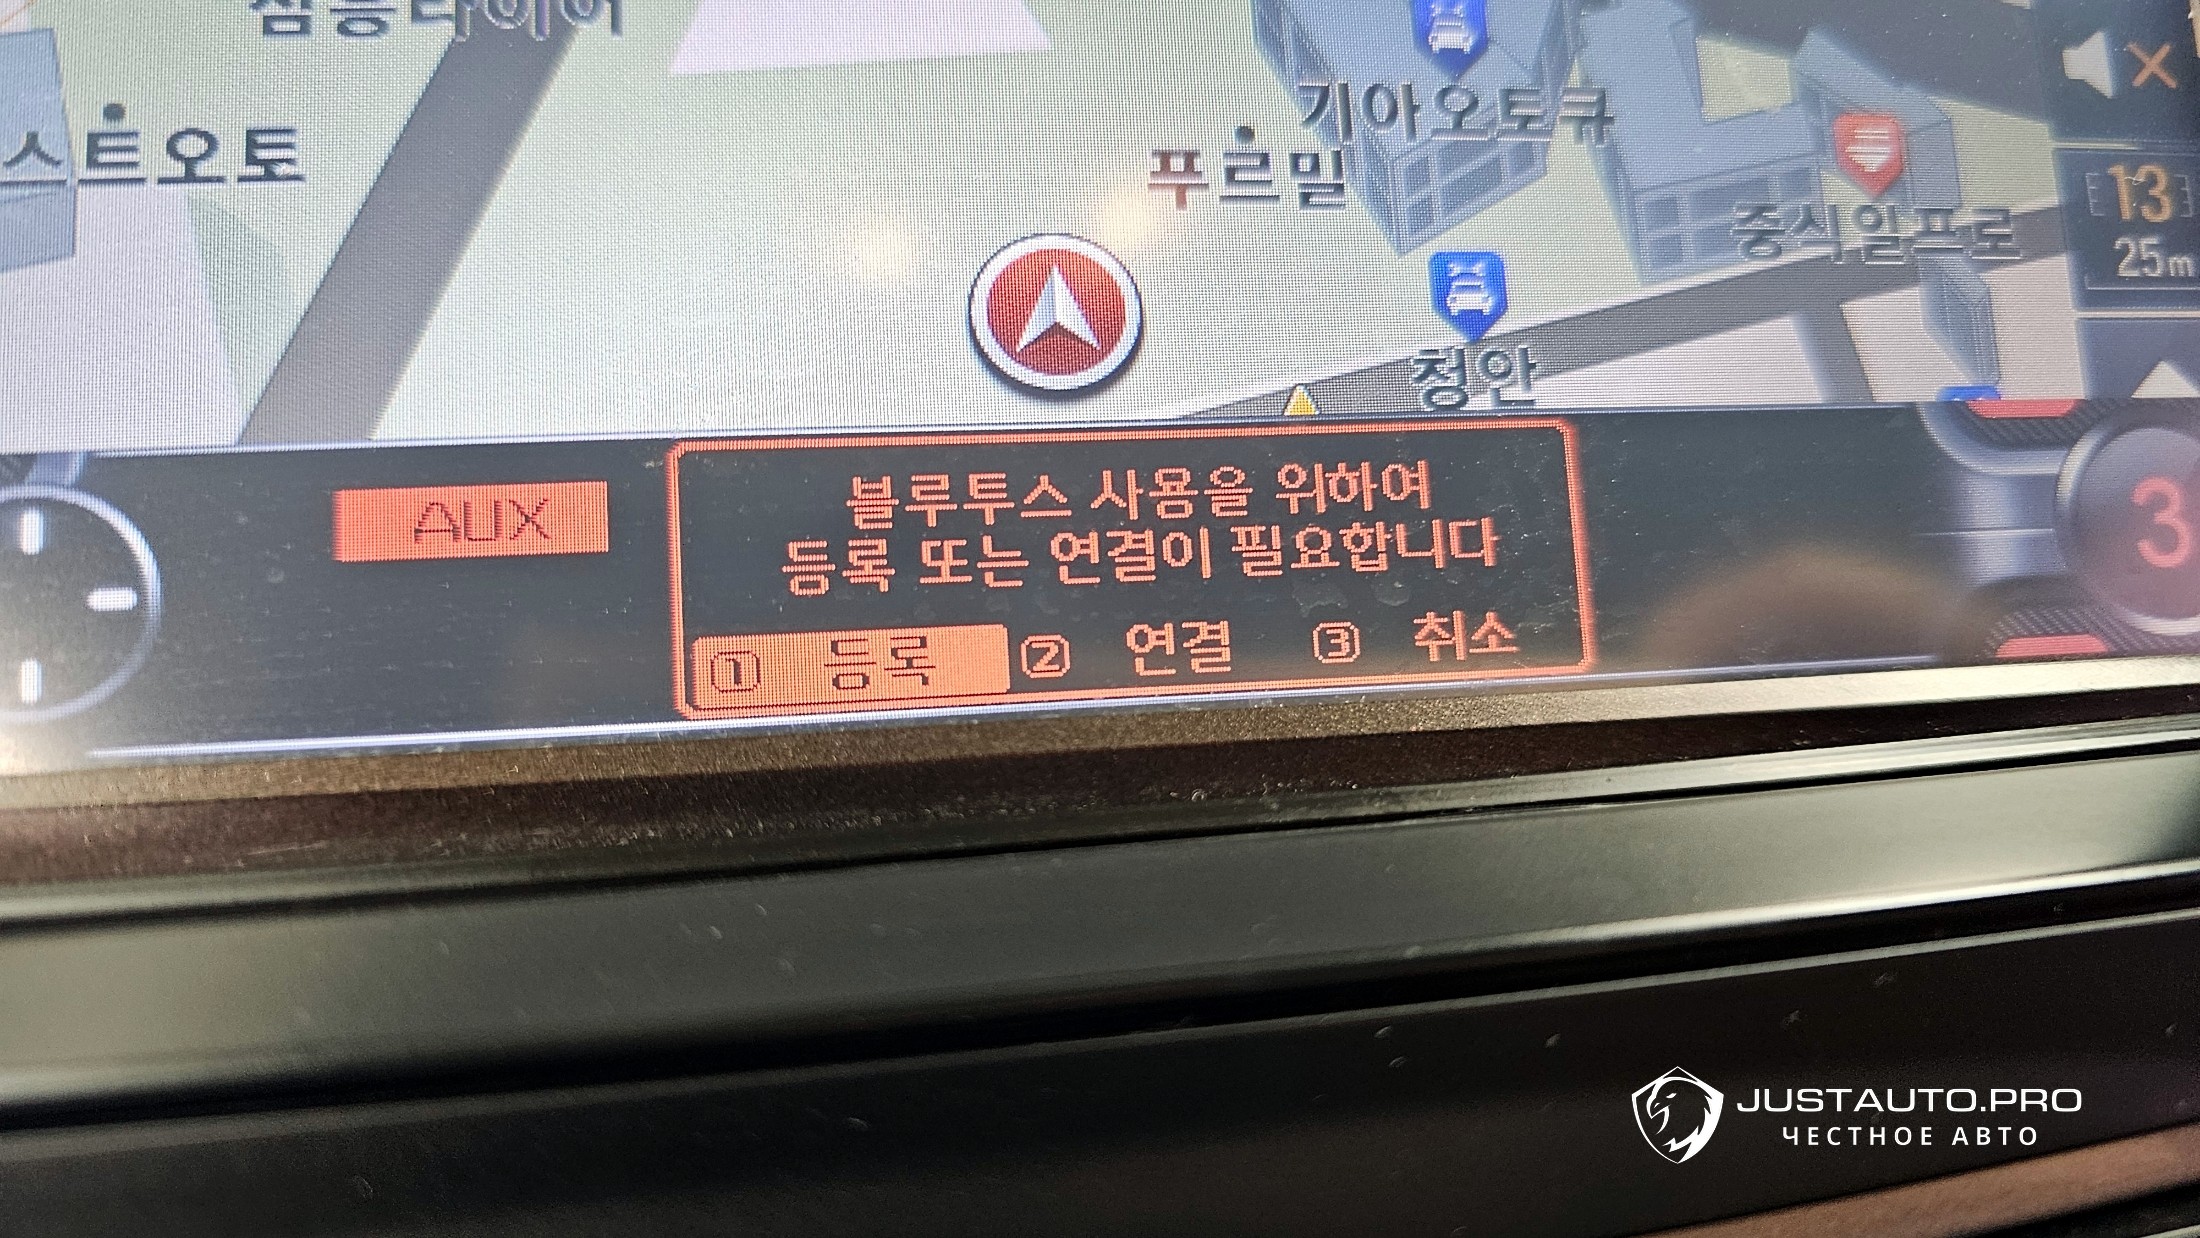 스트오토
기아오토큐
푸르밀
중식일프로
13
25m
청안
AUX
블루투스 사용을 위하여
등록 또는 연결이 필요합니다
① 등록 ② 연결 ③ 취소
3
JUSTAUTO.PRO
ЧЕСТНОЕ АВТО